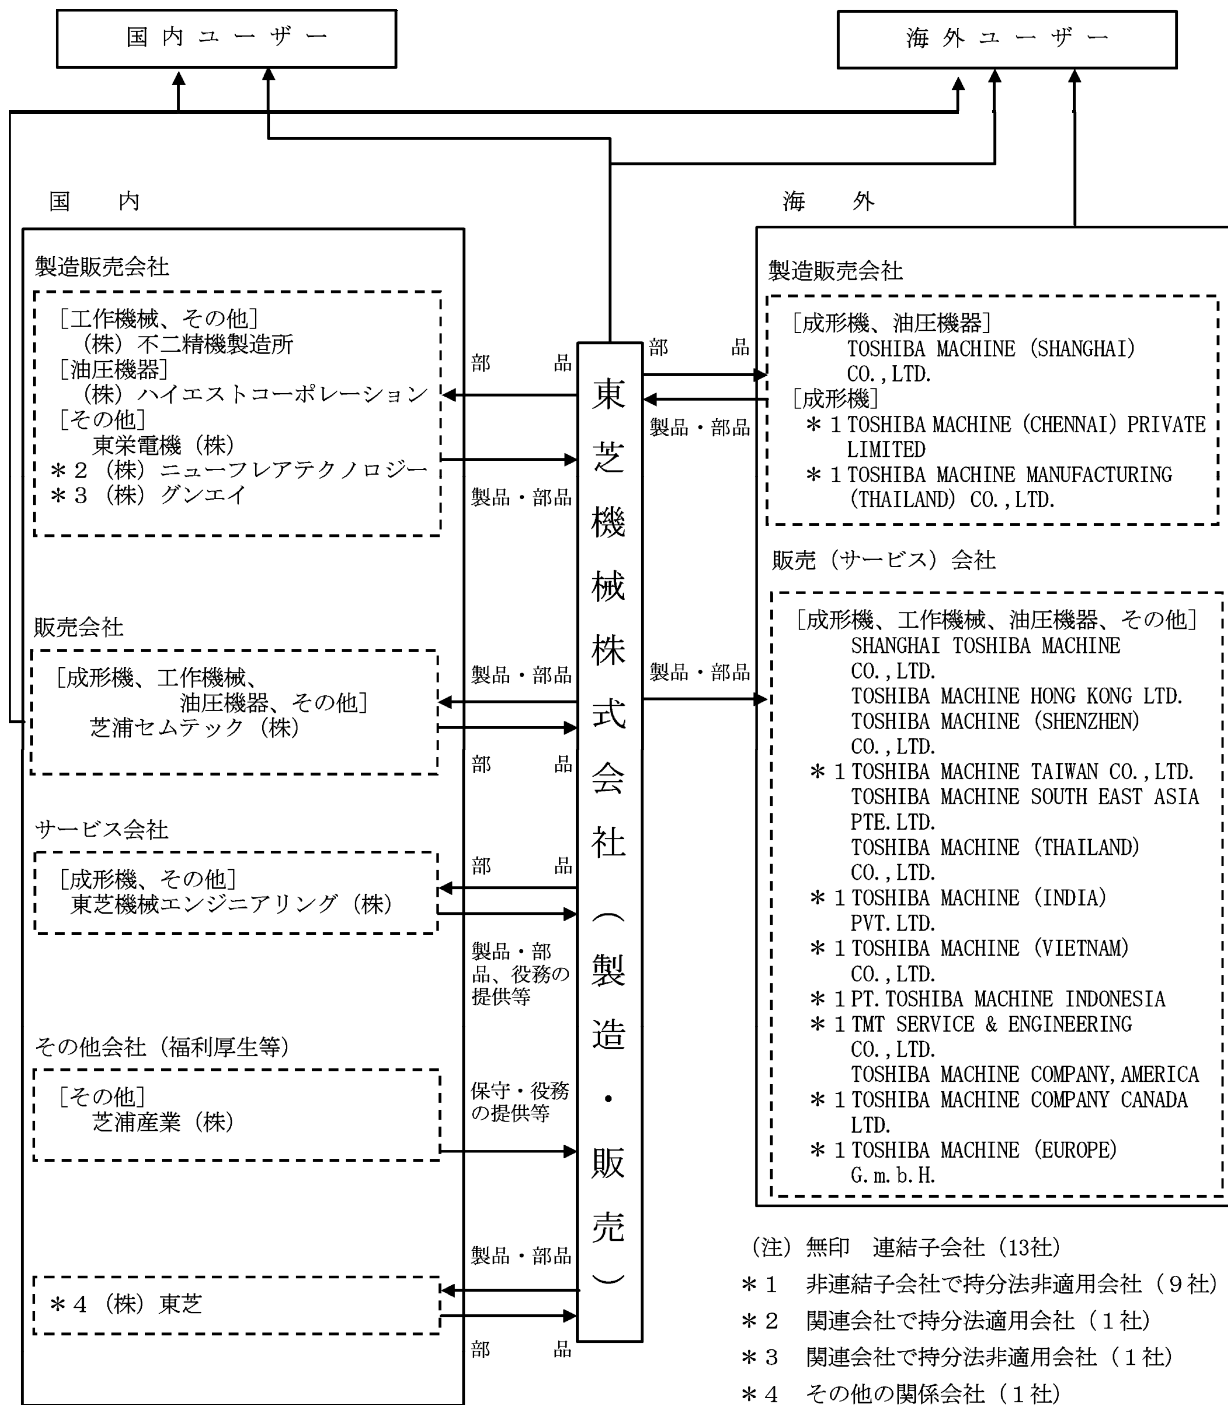 国内ユーザー
海外ユーザー
国　内
製造販売会社
［工作機械、その他］
（株）不二精機製造所
［油圧機器］
（株）ハイエストコーポレーション
［その他］
東栄電機（株）
＊２（株）ニューフレアテクノロジー
＊３（株）グンエイ
販売会社
［成形機、工作機械、
油圧機器、その他］
芝浦セムテック（株）
サービス会社
［成形機、その他］
東芝機械エンジニアリング（株）
その他会社（福利厚生等）
［その他］
芝浦産業（株）
＊４（株）東芝
部　品
製品・部品
製品・部品
部　品
部　品
製品・部
品、役務の
提供等
保守・役務
の提供等
製品・部品
部　品
東芝機械株式会社（製造・販売）
部　品
製品・部品
製品・部品
海　外
製造販売会社
［成形機、油圧機器］
TOSHIBA MACHINE (SHANGHAI)
CO.,LTD.
［成形機］
＊１TOSHIBA MACHINE (CHENNAI) PRIVATE
LIMITED
＊１TOSHIBA MACHINE MANUFACTURING
(THAILAND) CO.,LTD.
販売（サービス）会社
［成形機、工作機械、油圧機器、その他］
SHANGHAI TOSHIBA MACHINE
CO.,LTD.
TOSHIBA MACHINE HONG KONG LTD.
TOSHIBA MACHINE (SHENZHEN)
CO.,LTD.
＊１TOSHIBA MACHINE TAIWAN CO.,LTD.
TOSHIBA MACHINE SOUTH EAST ASIA
PTE.LTD.
TOSHIBA MACHINE (THAILAND)
CO.,LTD.
＊１TOSHIBA MACHINE (INDIA)
PVT.LTD.
＊１TOSHIBA MACHINE (VIETNAM)
CO.,LTD.
＊１PT.TOSHIBA MACHINE INDONESIA
＊１TMT SERVICE & ENGINEERING
CO.,LTD.
TOSHIBA MACHINE COMPANY,AMERICA
＊１TOSHIBA MACHINE COMPANY CANADA
LTD.
＊１TOSHIBA MACHINE (EUROPE)
G.m.b.H.
（注）無印　連結子会社（13社）
＊１　非連結子会社で持分法非適用会社（９社）
＊２　関連会社で持分法適用会社（１社）
＊３　関連会社で持分法非適用会社（１社）
＊４　その他の関係会社（１社）